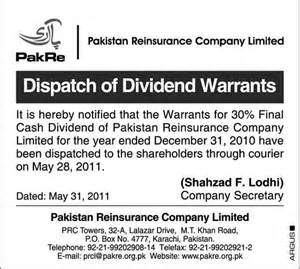 پاک ری
PakRe
Pakistan Reinsurance Company Limited
Dispatch of Dividend Warrants
It is hereby notified that the Warrants for 30% Final
Cash Dividend of Pakistan Reinsurance Company
Limited for the year ended December 31, 2010 have
been dispatched to the shareholders through courier
on May 28, 2011.
(Shahzad F. Lodhi)
Dated: May 31, 2011 Company Secretary
Pakistan Reinsurance Company Limited
PRC Towers, 32-A, Lalazar Drive, M.T. Khan Road,
P.O. Box No. 4777, Karachi, Pakistan.
Telephone: 92-21-99202908-14 Telefax: 92-21-99202921-2
E-mail: prcl@pakre.org.pk Website: www.pakre.org.pk
ARGUS